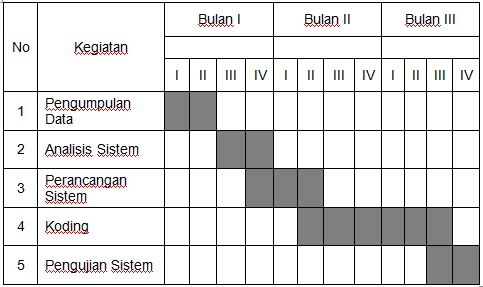 No Kegiatan Bulan I Bulan II Bulan III
I II III IV I II III IV I II III IV
1 Pengumpulan
Data
2 Analisis Sistem
3 Perancangan
Sistem
4 Koding
5 Pengujian Sistem